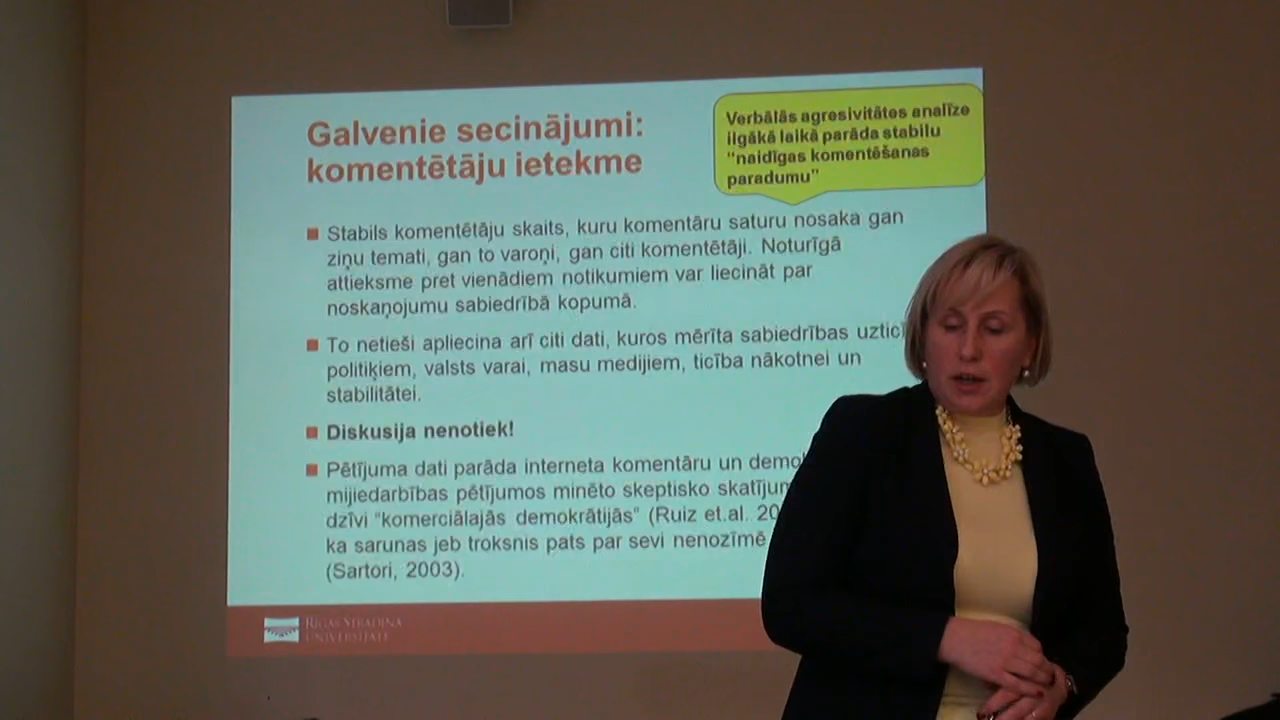 Galvenie secinājumi:
komentētāju ietekme
Verbālās agresivitātes analīze
ilgākā laikā parāda stabilu
"naidīgas komentēšanas
paradumu"
Stabils komentētāju skaits, kuru komentāru saturu nosaka gan
ziņu temati, gan to varoņi, gan citi komentētāji. Noturīgā
attieksme pret vienādiem notikumiem var liecināt par
noskaņojumu sabiedrībā kopumā.
To netieši apliecina arī citi dati, kuros mērīta sabiedrības
politiķiem, valsts varai, masu medijiem, ticība nākotnei un
stabilitātei.
Diskusija nenotiek!
Pētījuma dati parāda interneta komentāru un
mijiedarbības pētījumos minēto skeptisko
dzīvi "komerciālajās demokrātijās" (Ruiz et.al.
ka sarunas jeb troksnis pats par sevi nenozīmē
(Sartori, 2003).
RĪGAS STRADIŅA
UNIVERSITĀTE